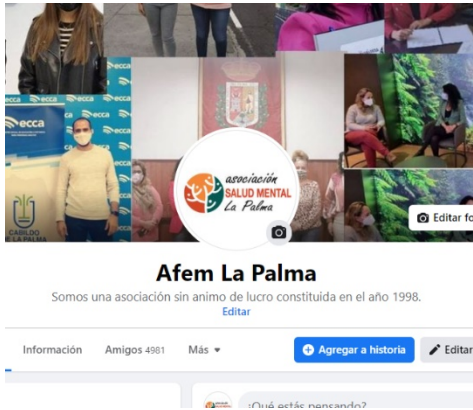 ecca
ecca
ecca
ecca
CABILDO
DE LA PALMA
asociación
SALUD MENTAL
La Palma
Editar fo
Afem La Palma
Somos una asociación sin animo de lucro constituida en el año 1998.
Editar
Información Amigos 4981 Más
Agregar a historia Editar
¿Qué estás pensando?